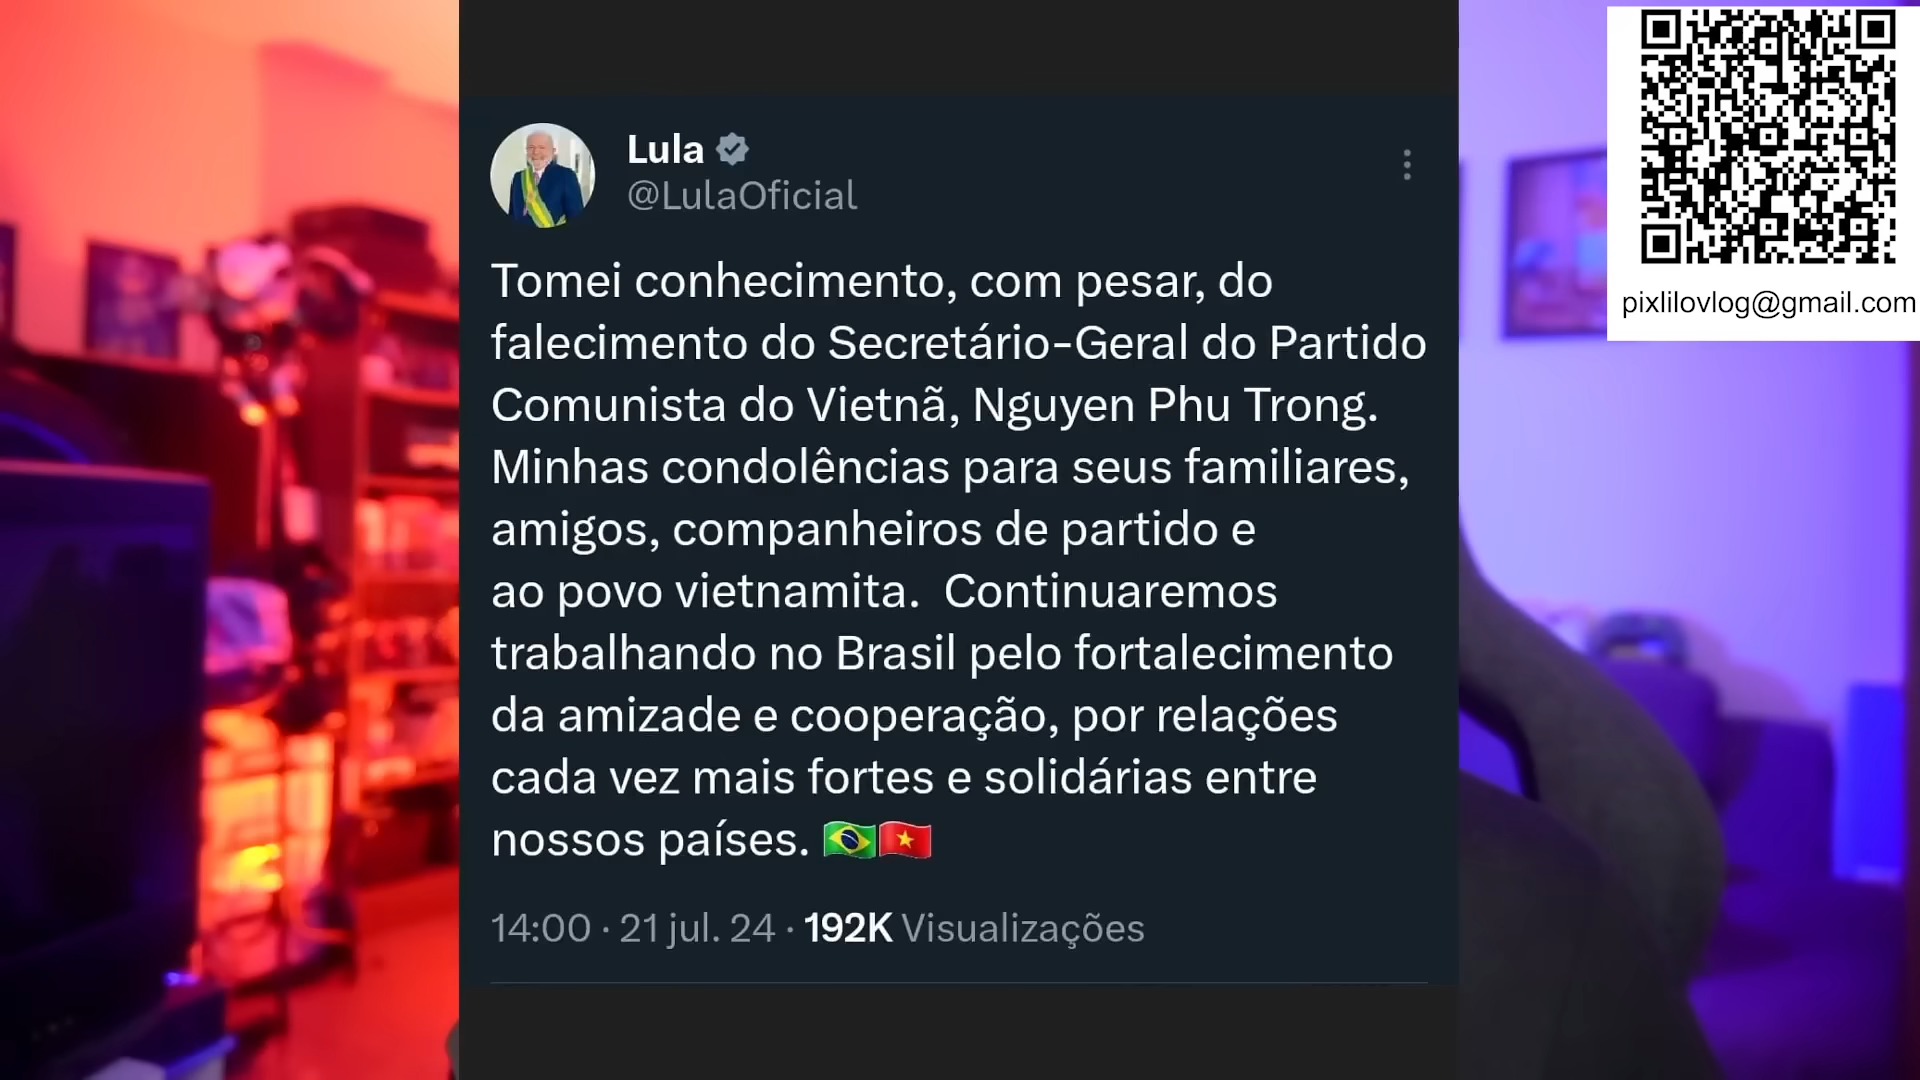 Lula
@LulaOficial
Tomei conhecimento, com pesar, do
falecimento do Secretário-Geral do Partido
Comunista do Vietnã, Nguyen Phu Trong.
Minhas condolências para seus familiares,
amigos, companheiros de partido e
ao povo vietnamita.  Continuaremos
trabalhando no Brasil pelo fortalecimento
da amizade e cooperação, por relações
cada vez mais fortes e solidárias entre
nossos países. 🇧🇷🇻🇳
14:00 · 21 jul. 24 · 192K Visualizações
pixlilovlog@gmail.com